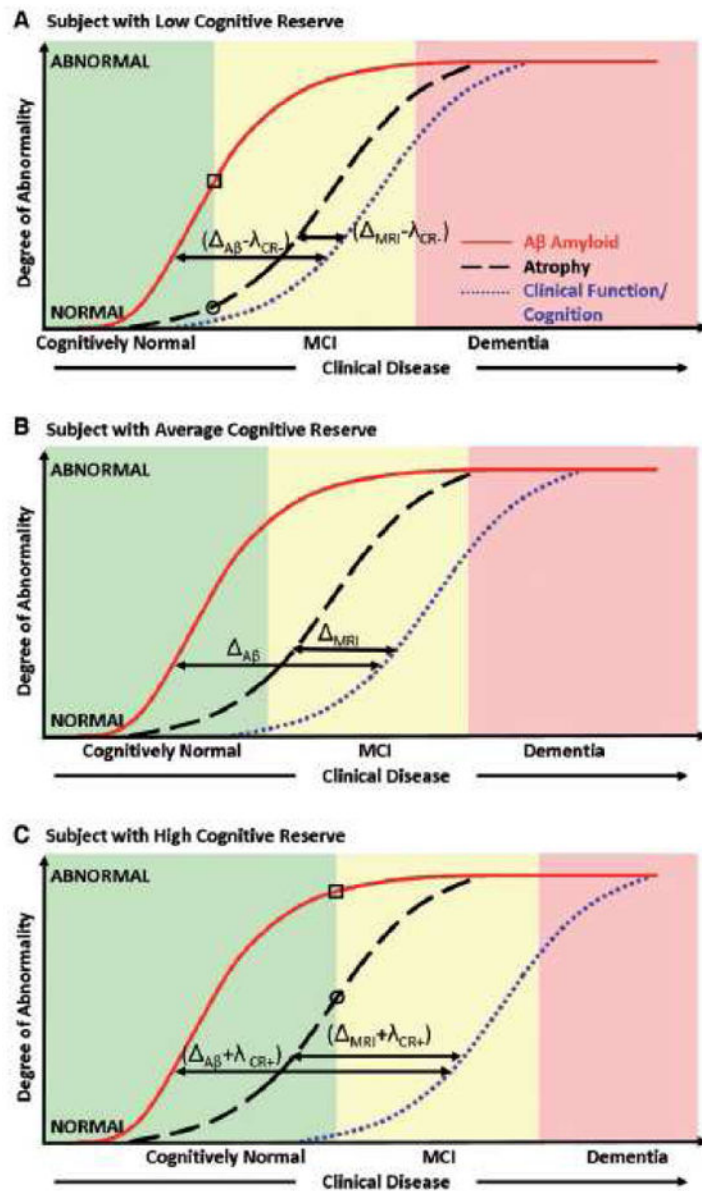 A Subject with Low Cognitive Reserve
ABNORMAL
Degree of Abnormality
(ΔAβ-λCR-)
(ΔMRI-λCR-)
Aβ Amyloid
Atrophy
Clinical Function/
Cognition
NORMAL
Cognitively Normal MCI Dementia
Clinical Disease
B Subject with Average Cognitive Reserve
ABNORMAL
Degree of Abnormality
ΔMRI
ΔAβ
NORMAL
Cognitively Normal MCI Dementia
Clinical Disease
C Subject with High Cognitive Reserve
ABNORMAL
Degree of Abnormality
(ΔMRI+λCR+)
(ΔAβ+λCR+)
NORMAL
Cognitively Normal MCI Dementia
Clinical Disease